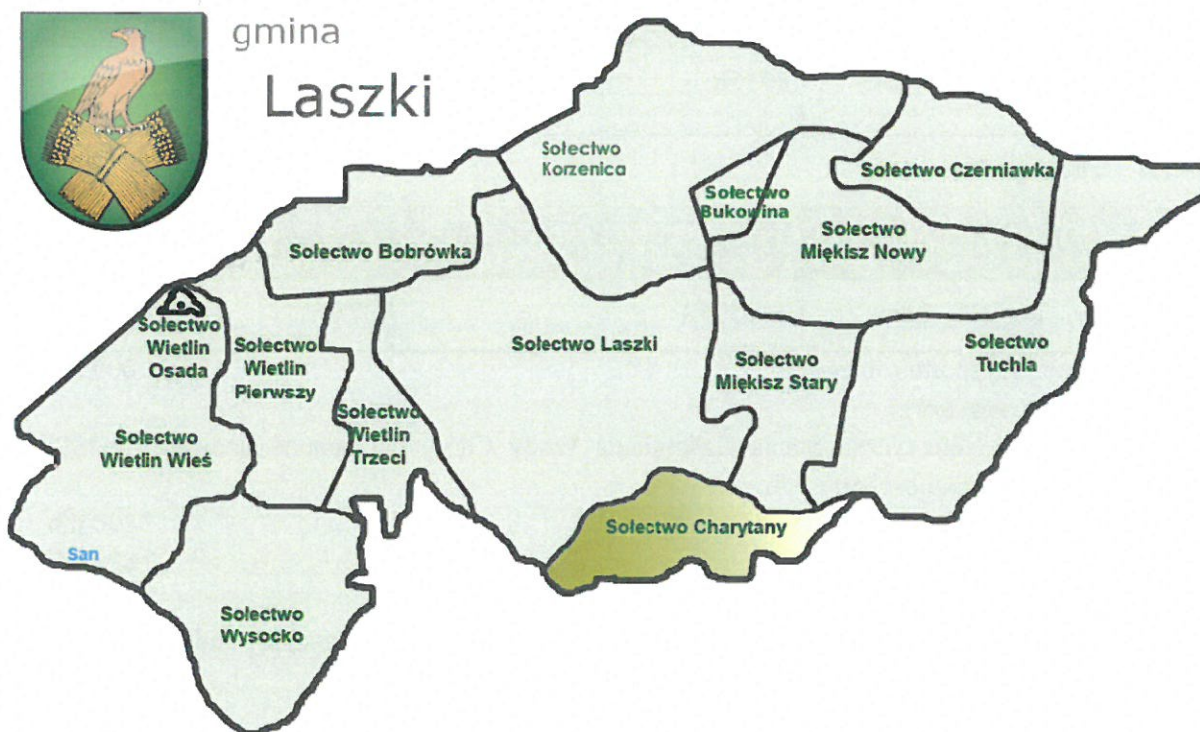 gmina
Laszki
Sołectwo
Korzenica
Sołectwo Czerniawka
Sołectwo
Bukowina
Sołectwo
Miękisz Nowy
Sołectwo Bobrówka
Sołectwo
Wietlin
Osada
Sołectwo
Wietlin
Pierwszy
Sołectwo Laszki
Sołectwo
Miękisz Stary
Sołectwo
Tuchla
Sołectwo
Wietlin
Trzeci
Sołectwo
Wietlin Wieś
Sołectwo Charytany
San
Sołectwo
Wysocko